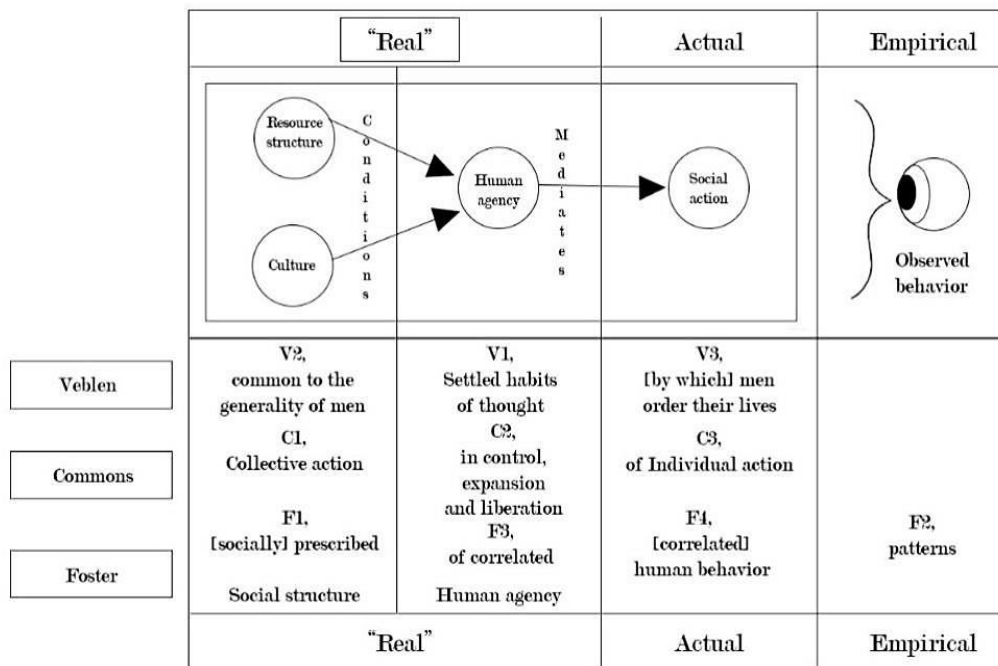 “Real”
Actual
Empirical
Resource
structure
Conditions
Culture
Human
agency
Mediates
Social
action
Observed
behavior
Veblen
V2,
common to the
generality of men
V1,
Settled habits
of thought
V3,
[by which] men
order their lives
Commons
C1,
Collective action
C2,
in control,
expansion
and liberation
C3,
of Individual action
Foster
F1,
[socially] prescribed
F3,
of correlated
F4,
[correlated]
human behavior
F2,
patterns
Social structure
Human agency
“Real”
Actual
Empirical